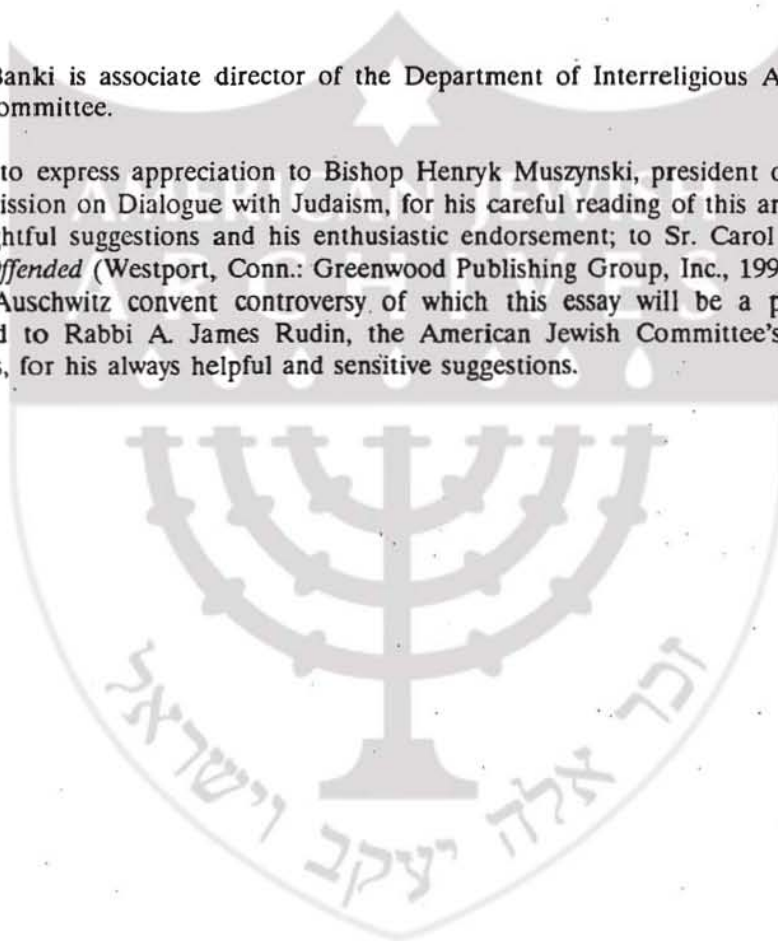 Banki is associate director of the Department of Interreligious A
ommittee.
to express appreciation to Bishop Henryk Muszynski, president o
ission on Dialogue with Judaism, for his careful reading of this ar
ghtful suggestions and his enthusiastic endorsement; to Sr. Carol
ffended (Westport, Conn.: Greenwood Publishing Group, Inc., 199
Auschwitz convent controversy of which this essay will be a p
d to Rabbi A. James Rudin, the American Jewish Committee's
s, for his always helpful and sensitive suggestions.
AMERICAN JEWISH
ARCHIVES
זכר אלה יעקב וישראל